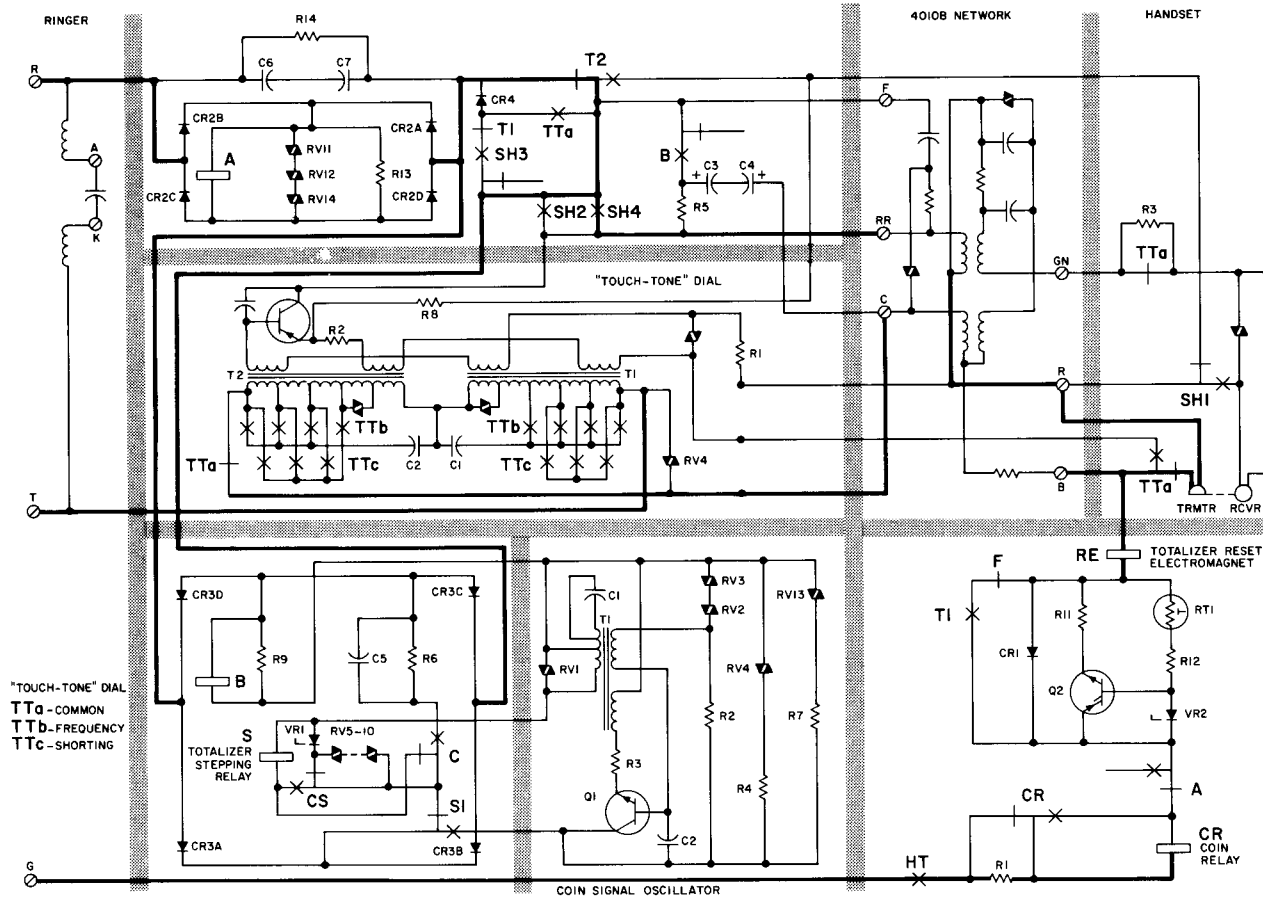 RINGER
4010B NETWORK
HANDSET
R14
C6
C7
R
T2
CR4
CR2B
CR2A
A
RV11
RV12
RV14
R13
CR2C
CR2D
T1
TTa
SH3
SH2
SH4
B
C3
C4
R5
F
RR
C
GN
R3
TTa
A
K
"TOUCH-TONE" DIAL
R8
R2
R1
T2
T1
TTb
TTb
C2
C1
TTc
TTc
TTa
RV4
R
SH1
B
TTa
TRMTR
RCVR
T
RE
TOTALIZER RESET
ELECTROMAGNET
F
T1
R11
RT1
CR1
R12
Q2
VR2
A
CR
CR
COIN
RELAY
R1
HT
CR3D
CR3C
R9
B
C5
R6
"TOUCH-TONE" DIAL
TTa-COMMON
TTb-FREQUENCY
TTc-SHORTING
S
TOTALIZER
STEPPING
RELAY
VR1
RV5-10
C
CS
S1
CR3A
CR3B
C1
T1
RV1
RV3
RV2
RV13
RV4
R2
R7
R3
R4
Q1
C2
G
COIN SIGNAL OSCILLATOR